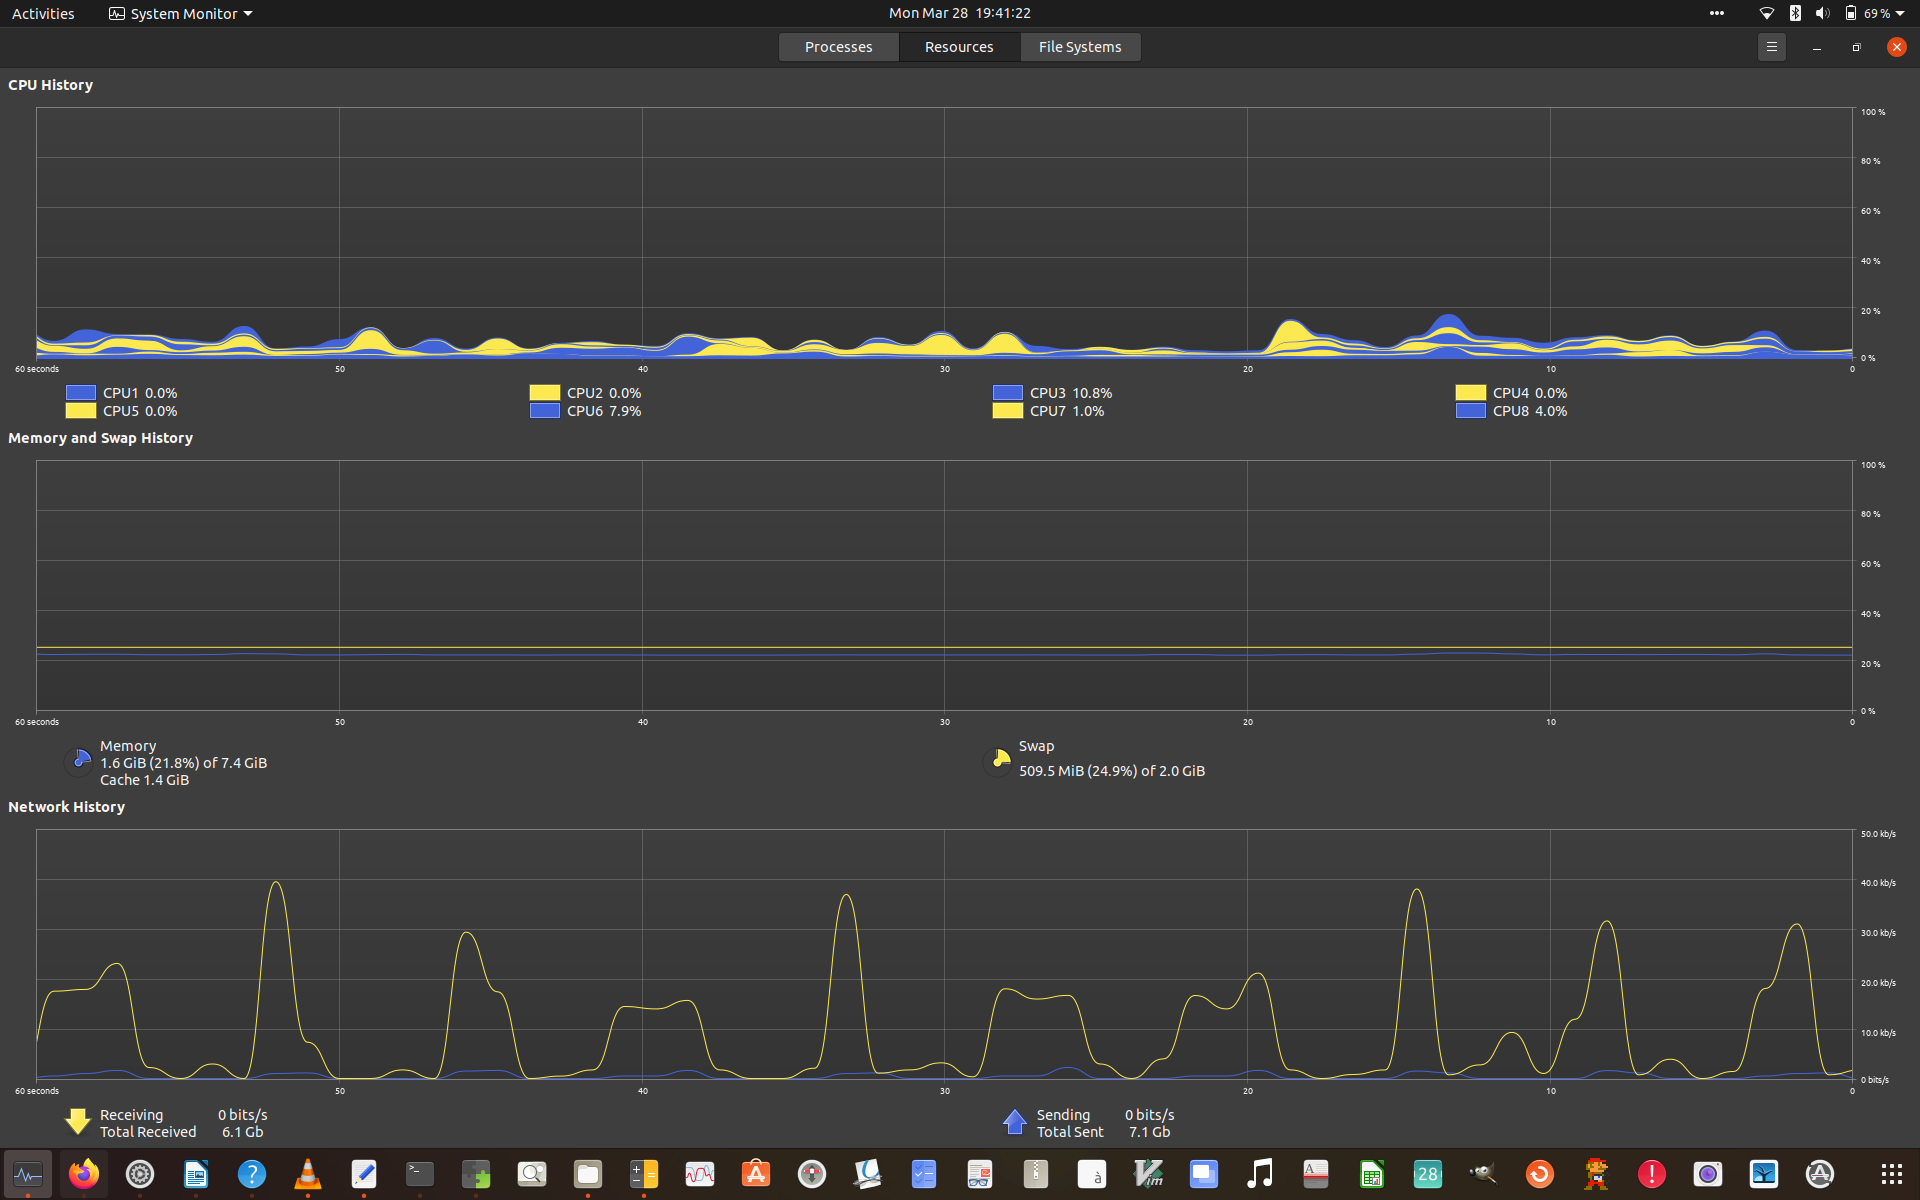 Activities
System Monitor
Mon Mar 28 19:41:22
69 %
Processes
Resources
File Systems
CPU History
100 %
80 %
60 %
40 %
20 %
0 %
60 seconds 50 40 30 20 10 0
CPU1 0.0% CPU2 0.0% CPU3 10.8% CPU4 0.0%
CPU5 0.0% CPU6 7.9% CPU7 1.0% CPU8 4.0%
Memory and Swap History
100 %
80 %
60 %
40 %
20 %
0 %
60 seconds 50 40 30 20 10 0
Memory
1.6 GiB (21.8%) of 7.4 GiB
Cache 1.4 GiB
Swap
509.5 MiB (24.9%) of 2.0 GiB
Network History
50.0 kb/s
40.0 kb/s
30.0 kb/s
20.0 kb/s
10.0 kb/s
0 bits/s
60 seconds 50 40 30 20 10 0
Receiving 0 bits/s
Total Received 6.1 Gb
Sending 0 bits/s
Total Sent 7.1 Gb
?
>_
A
à
Vim
A
28
!
A